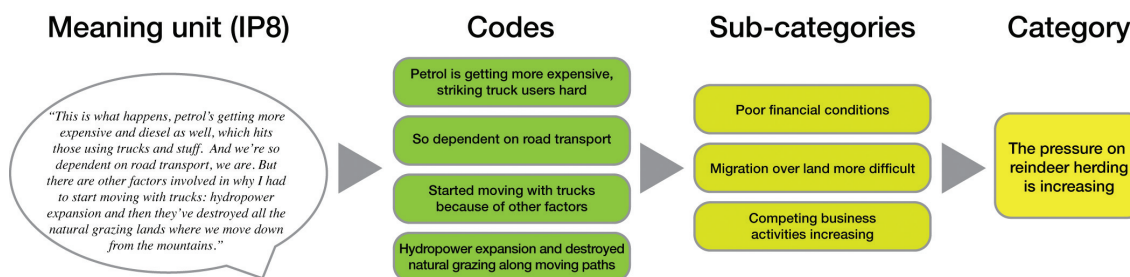 Meaning unit (IP8)
Codes
Sub-categories
Category
“This is what happens, petrol’s getting more
expensive and diesel as well, which hits
those using trucks and stuff. And we’re so
dependent on road transport, we are. But
there are other factors involved in why I had
to start moving with trucks: hydropower
expansion and then they’ve destroyed all the
natural grazing lands where we move down
from the mountains.”
Petrol is getting more expensive,
striking truck users hard
So dependent on road transport
Started moving with trucks
because of other factors
Hydropower expansion and destroyed
natural grazing along moving paths
Poor financial conditions
Migration over land more difficult
Competing business
activities increasing
The pressure on
reindeer herding
is increasing